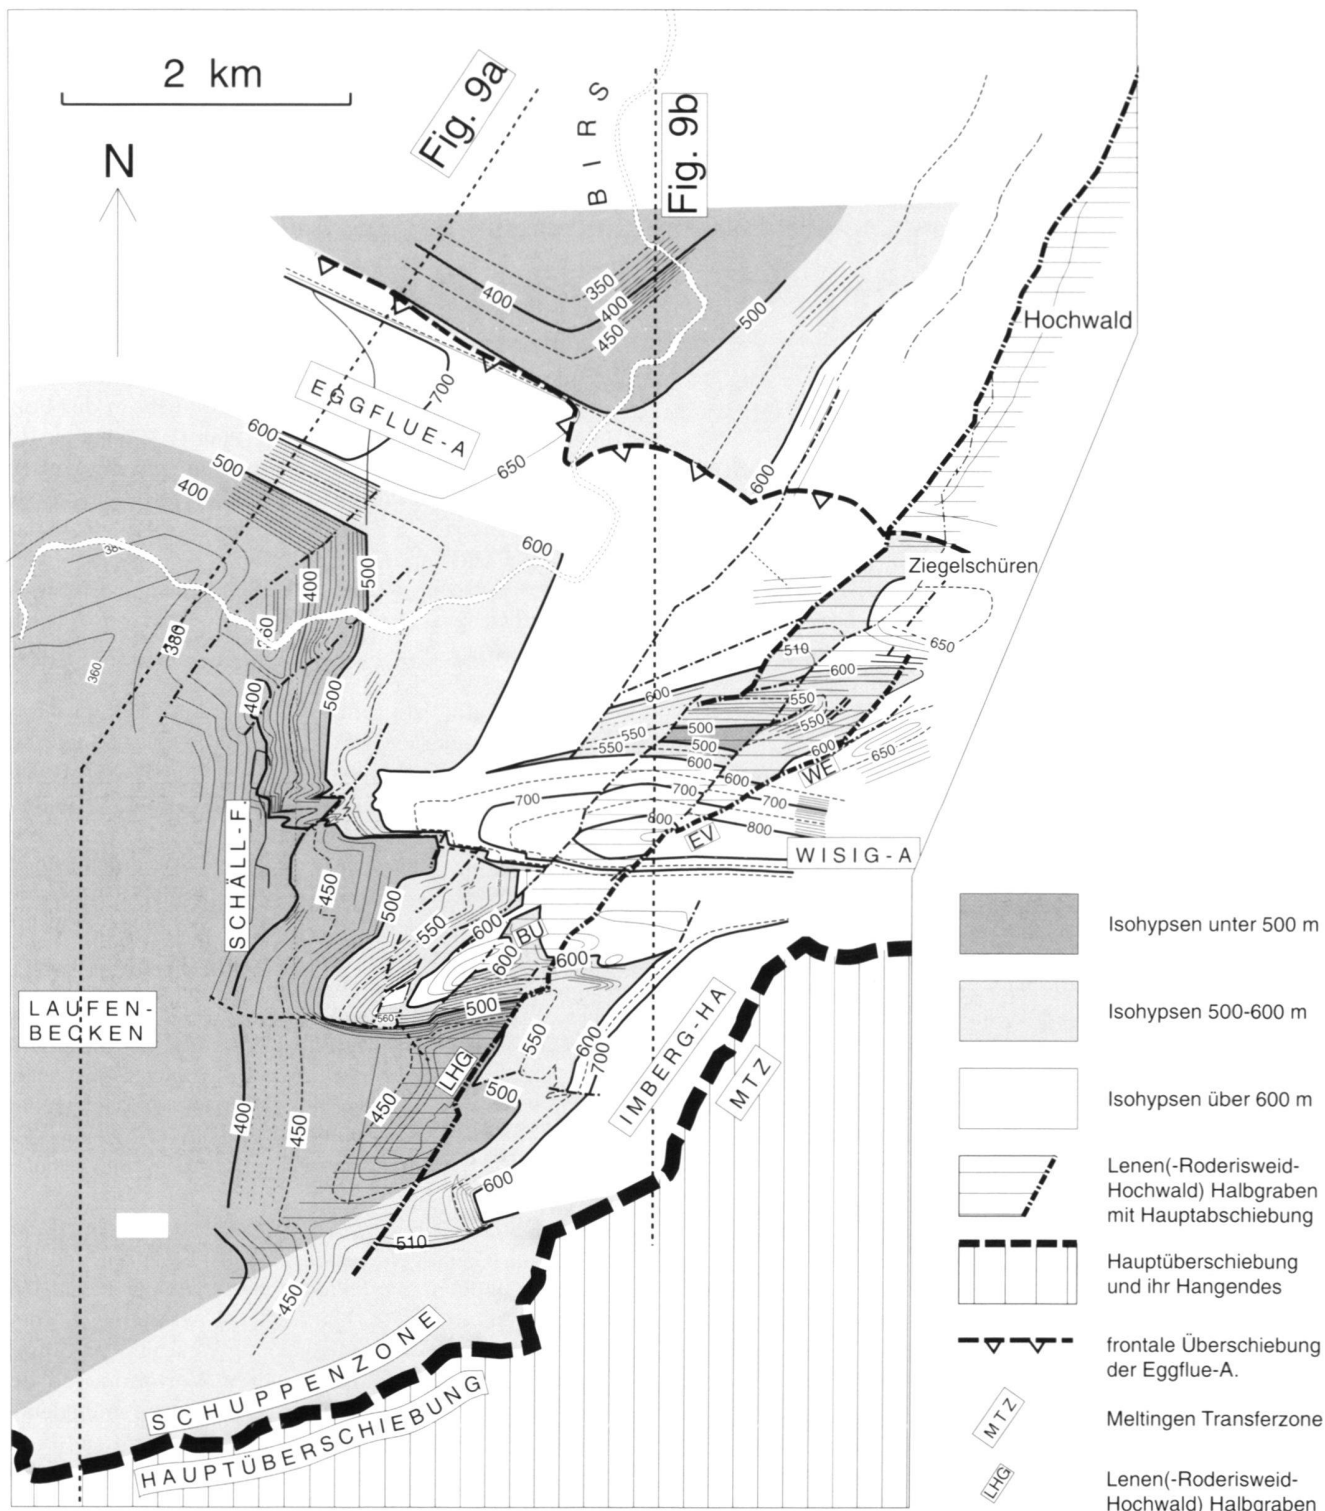 2 km
N
Fig. 9a
BIRS
Fig. 9b
350
400
400
450
500
Hochwald
700
EGGFLUE-A
600
650
500
400
600
600
Ziegelschüren
380
400
500
380
360
510
650
600
400
500
600
550
550
500
550
500
600
600
600
650
WE
700
700
700
800
800
EV
WISIG-A
SCHÄLL-F.
450
500
550
600
BU
600
600
500
560
LAUFEN-
BECKEN
550
600
700
IMBERG-HA
MTZ
LHG
500
400
450
450
600
510
450
SCHUPPENZONE
HAUPTÜBERSCHIEBUNG
Isohypsen unter 500 m
Isohypsen 500-600 m
Isohypsen über 600 m
Lenen(-Roderisweid-
Hochwald) Halbgraben
mit Hauptabschiebung
Hauptüberschiebung
und ihr Hangendes
frontale Überschiebung
der Eggflue-A.
MTZ
Meltingen Transferzone
LHG
Lenen(-Roderisweid-
Hochwald) Halbgraben